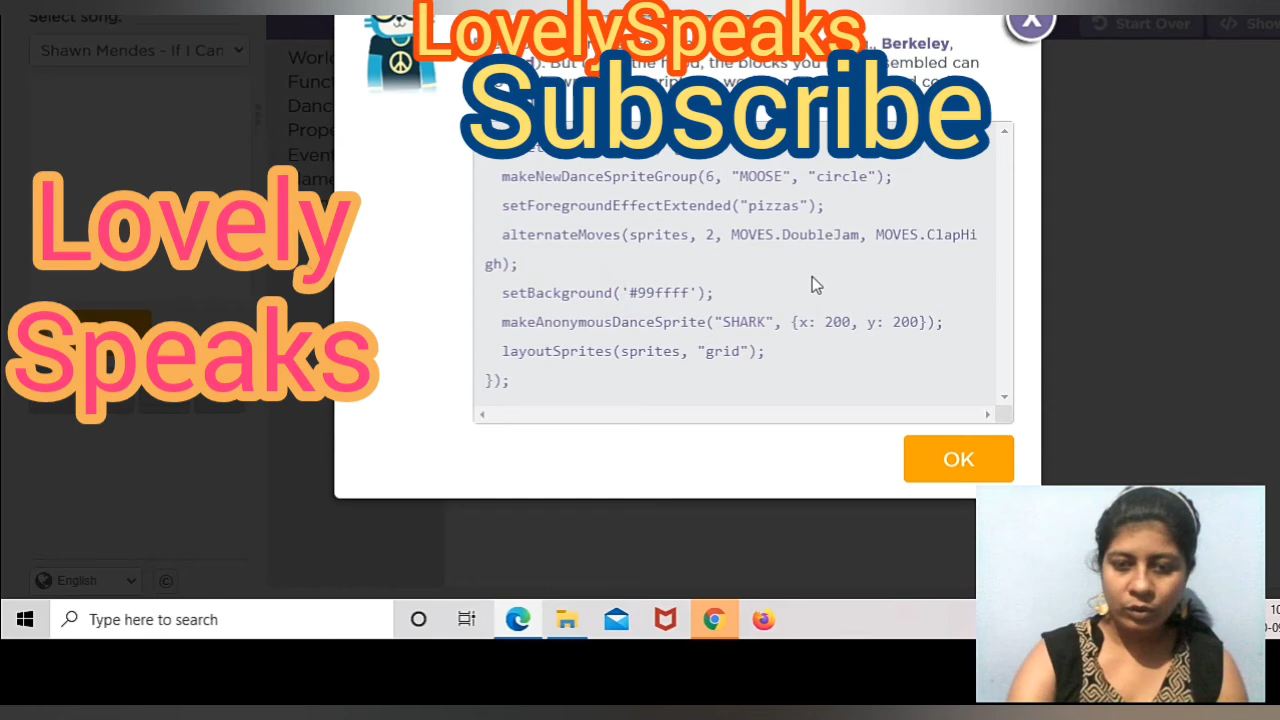 Select song:
Start Over
Show
Shawn Mendes - If I Can
LovelySpeaks
Berkeley,
Subscribe
Lovely
Speaks
makeNewDanceSpriteGroup(6, "MOOSE", "circle");
setForegroundEffectExtended("pizzas");
alternateMoves(sprites, 2, MOVES.DoubleJam, MOVES.ClapHi
gh);
setBackground('#99ffff');
makeAnonymousDanceSprite("SHARK", {x: 200, y: 200});
layoutSprites(sprites, "grid");
});
OK
English
Type here to search